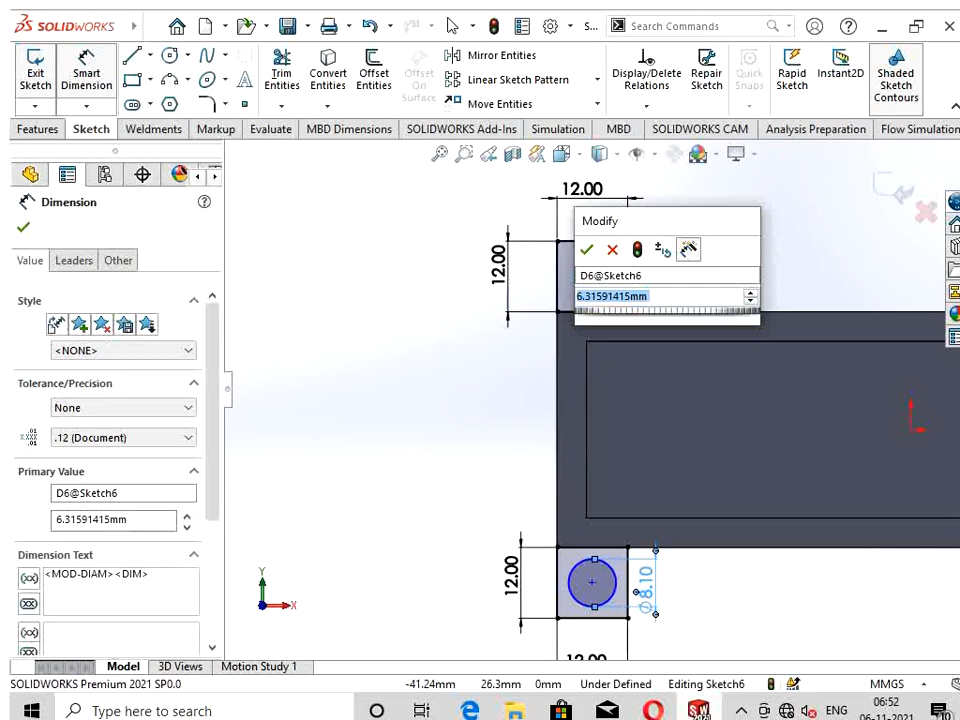 SOLIDWORKS
S...
Search Commands
Exit Sketch
Smart Dimension
Trim Entities
Convert Entities
Offset Entities
Offset On Surface
Mirror Entities
Linear Sketch Pattern
Move Entities
Display/Delete Relations
Repair Sketch
Quick Snaps
Rapid Sketch
Instant2D
Shaded Sketch Contours
Features
Sketch
Weldments
Markup
Evaluate
MBD Dimensions
SOLIDWORKS Add-Ins
Simulation
MBD
SOLIDWORKS CAM
Analysis Preparation
Flow Simulation
Dimension
Value
Leaders
Other
Style
<NONE>
Tolerance/Precision
None
.12 (Document)
Primary Value
D6@Sketch6
6.31591415mm
Dimension Text
<MOD-DIAM><DIM>
12.00
12.00
Modify
D6@Sketch6
6.31591415mm
12.00
∅8.10
12.00
Y
X
Model
3D Views
Motion Study 1
SOLIDWORKS Premium 2021 SP0.0
-41.24mm
26.3mm
0mm
Under Defined
Editing Sketch6
MMGS
Type here to search
ENG
06:52
06-11-2021